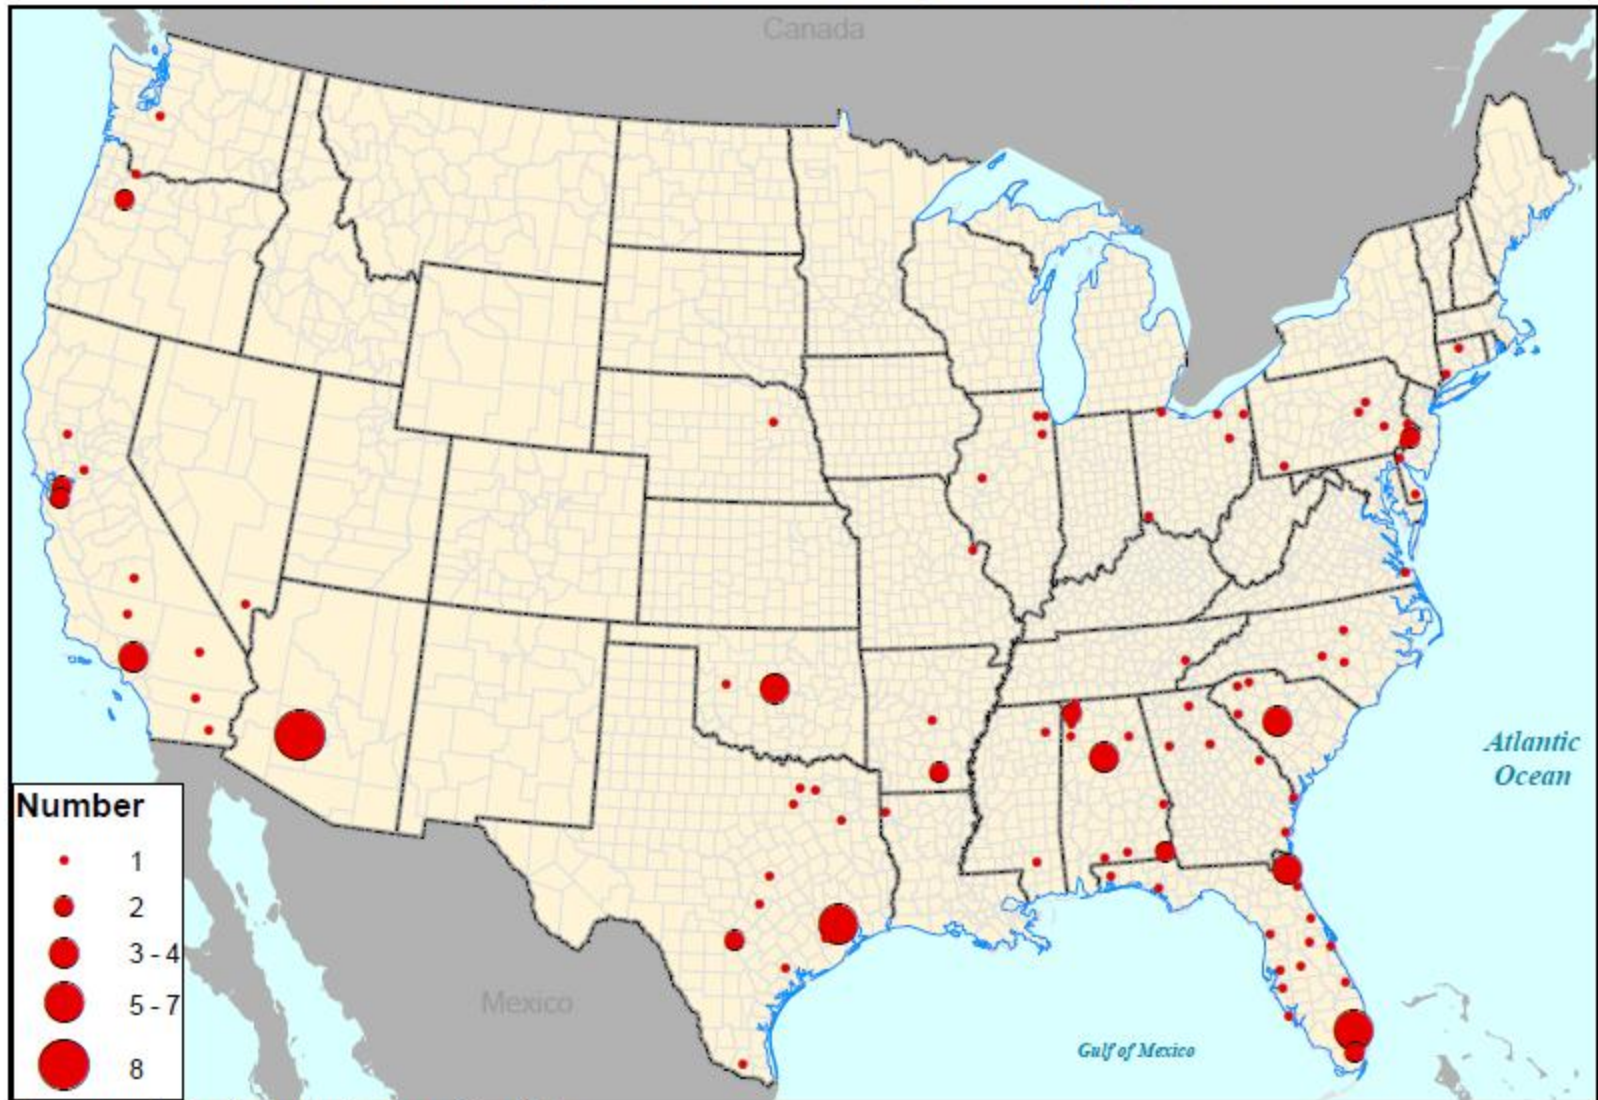 Canada
Atlantic
Ocean
Number
1
2
3 - 4
5 - 7
8
Mexico
Gulf of Mexico